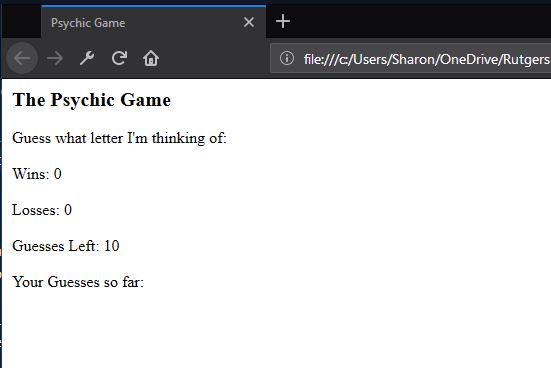 Psychic Game
file:///c:/Users/Sharon/OneDrive/Rutgers
The Psychic Game
Guess what letter I'm thinking of:
Wins: 0
Losses: 0
Guesses Left: 10
Your Guesses so far: